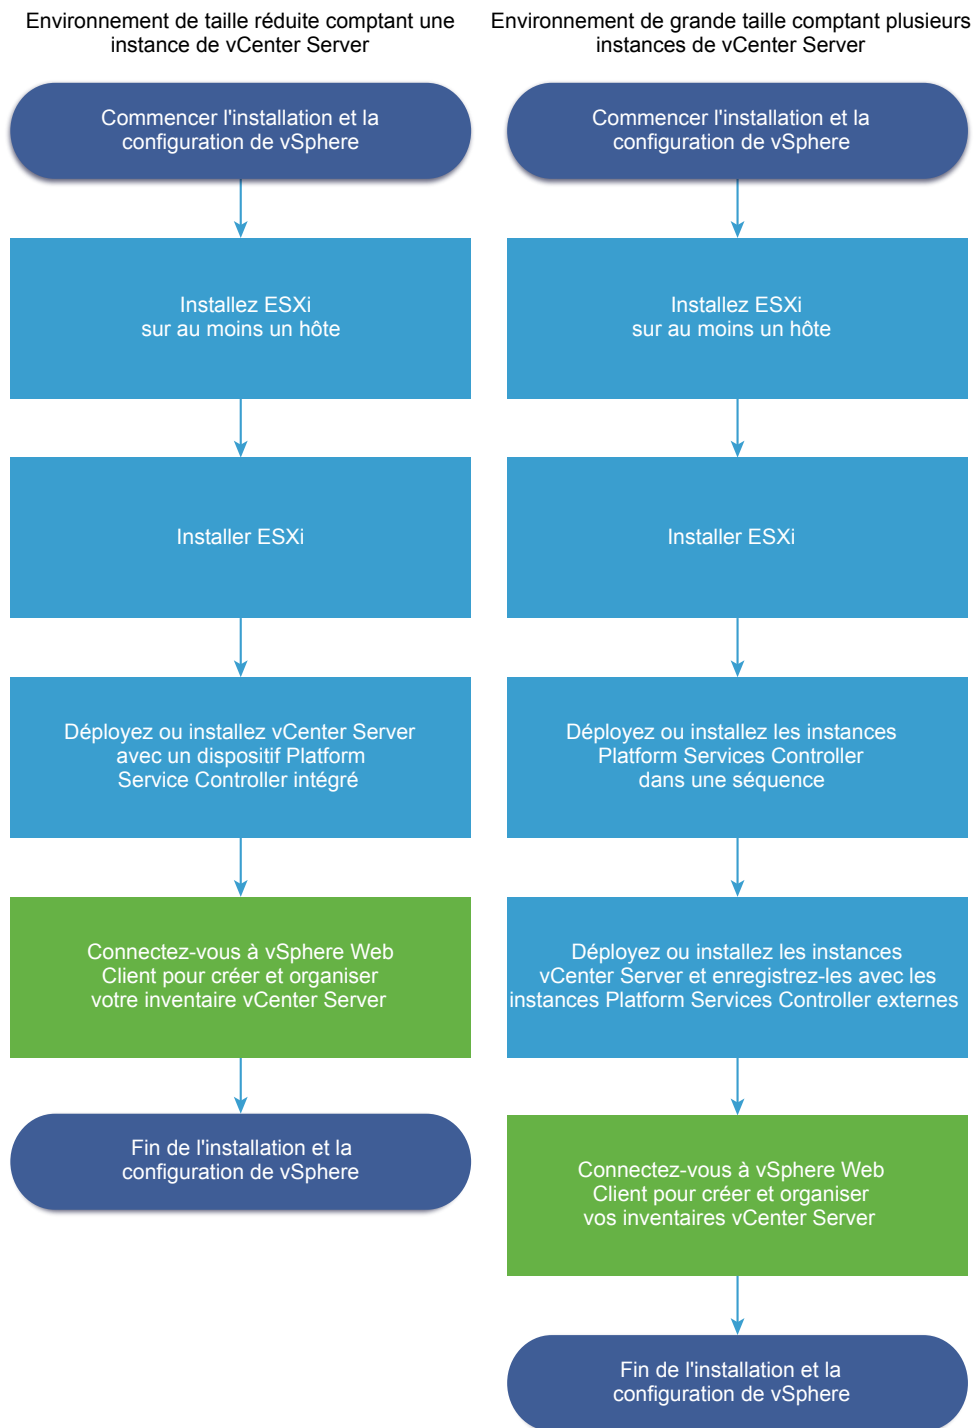 Environnement de taille réduite comptant une
instance de vCenter Server
Commencer l'installation et la
configuration de vSphere
Installez ESXi
sur au moins un hôte
Installer ESXi
Déployez ou installez vCenter Server
avec un dispositif Platform
Service Controller intégré
Connectez-vous à vSphere Web
Client pour créer et organiser
votre inventaire vCenter Server
Fin de l'installation et la
configuration de vSphere
Environnement de grande taille comptant plusieurs
instances de vCenter Server
Commencer l'installation et la
configuration de vSphere
Installez ESXi
sur au moins un hôte
Installer ESXi
Déployez ou installez les instances
Platform Services Controller
dans une séquence
Déployez ou installez les instances
vCenter Server et enregistrez-les avec les
instances Platform Services Controller externes
Connectez-vous à vSphere Web
Client pour créer et organiser
vos inventaires vCenter Server
Fin de l'installation et la
configuration de vSphere